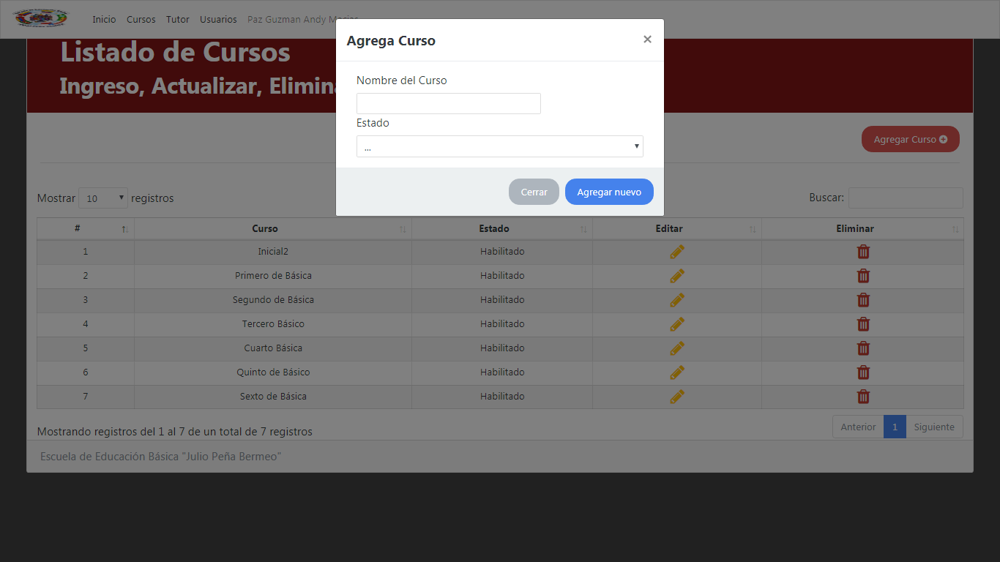 Inicio Cursos Tutor Usuarios Paz Guzman Andy
Listado de Cursos
Ingreso, Actualizar,
Agrega Curso ×
Nombre del Curso
Estado
...
Cerrar Agregar nuevo
Agregar Curso
Mostrar 10 registros Buscar:
# Curso Estado Editar Eliminar
1 Inicial2 Habilitado
2 Primero de Básica Habilitado
3 Segundo de Básica Habilitado
4 Tercero Básico Habilitado
5 Cuarto Básica Habilitado
6 Quinto de Básico Habilitado
7 Sexto de Básica Habilitado
Mostrando registros del 1 al 7 de un total de 7 registros Anterior 1 Siguiente
Escuela de Educación Básica "Julio Peña Bermeo"